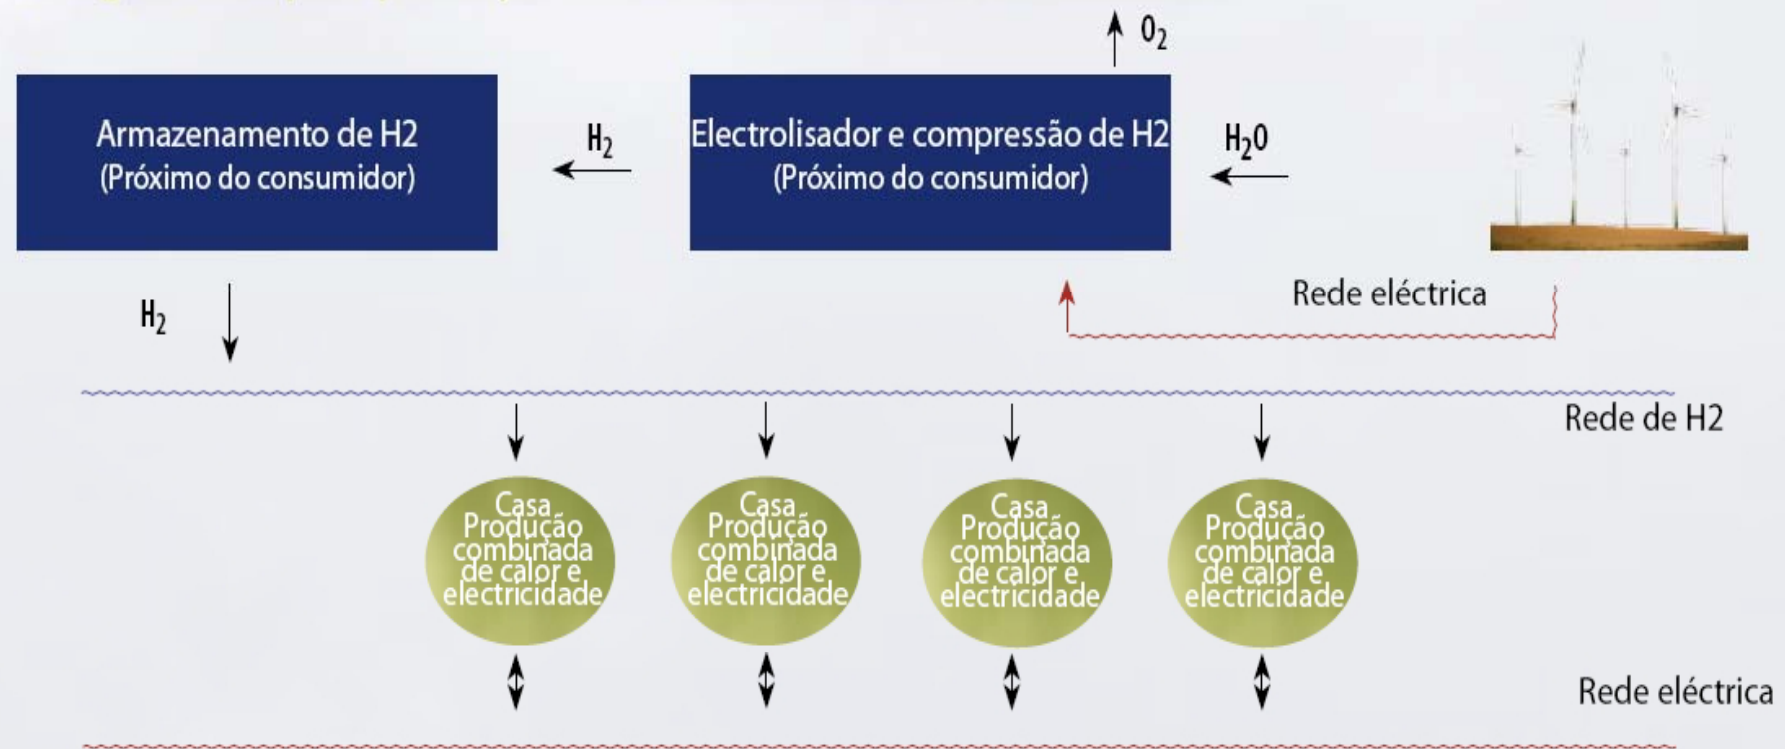 O2
Armazenamento de H2
(Próximo do consumidor)
H2
Electrolisador e compressão de H2
(Próximo do consumidor)
H2O
H2
Rede eléctrica
Rede de H2
Casa
Produção
combinada
de calor e
electricidade
Casa
Produção
combinada
de calor e
electricidade
Casa
Produção
combinada
de calor e
electricidade
Casa
Produção
combinada
de calor e
electricidade
Rede eléctrica